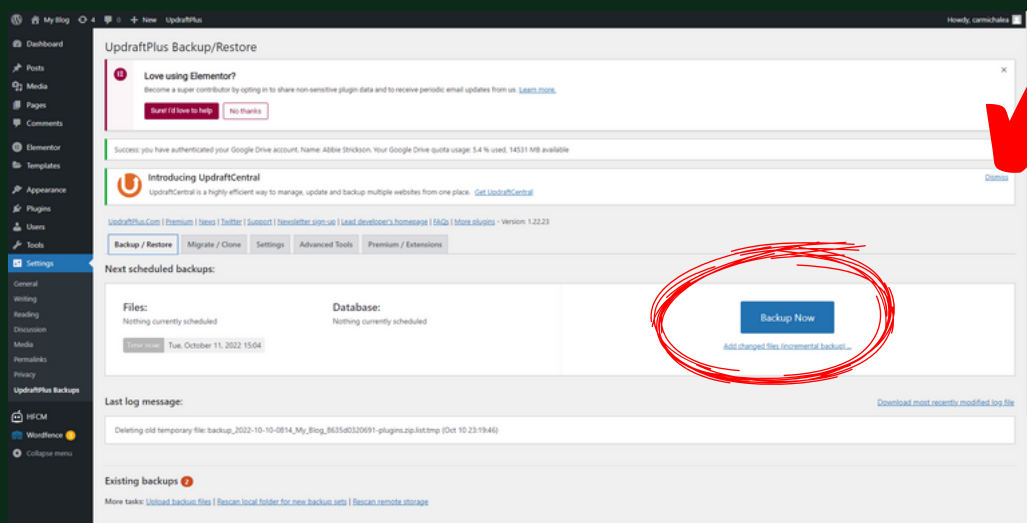 My Blog 4 0 + New UpdraftPlus Howdy, carmichalea
Dashboard
Posts
Media
Pages
Comments
Elementor
Templates
Appearance
Plugins
Users
Tools
Settings
General
Writing
Reading
Discussion
Media
Permalinks
Privacy
UpdraftPlus Backups
HFCM
Wordfence
Collapse menu
UpdraftPlus Backup/Restore
Love using Elementor?
Become a super contributor by opting in to share non-sensitive plugin data and to receive periodic email updates from us. Learn more.
Sure! I'd love to help No thanks
Success: you have authenticated your Google Drive account. Name: Abbie Strickson. Your Google Drive quota usage: 5.4 % used, 14531 MB available
Introducing UpdraftCentral Dismiss
UpdraftCentral is a highly efficient way to manage, update and backup multiple websites from one place. Get UpdraftCentral
UpdraftPlus.Com | Premium | News | Twitter | Support | Newsletter sign-up | Lead developer's homepage | FAQs | More plugins - Version: 1.22.23
Backup / Restore Migrate / Clone Settings Advanced Tools Premium / Extensions
Next scheduled backups:
Files: Database:
Nothing currently scheduled Nothing currently scheduled
Time now: Tue, October 11, 2022 15:04
Backup Now
Add changed files (incremental backup) ...
Last log message: Download most recently modified log file
Deleting old temporary file: backup_2022-10-10-0814_My_Blog_8635d0320691-plugins.zip.list.tmp (Oct 10 23:19:46)
Existing backups 2
More tasks: Upload backup files | Rescan local folder for new backup sets | Rescan remote storage